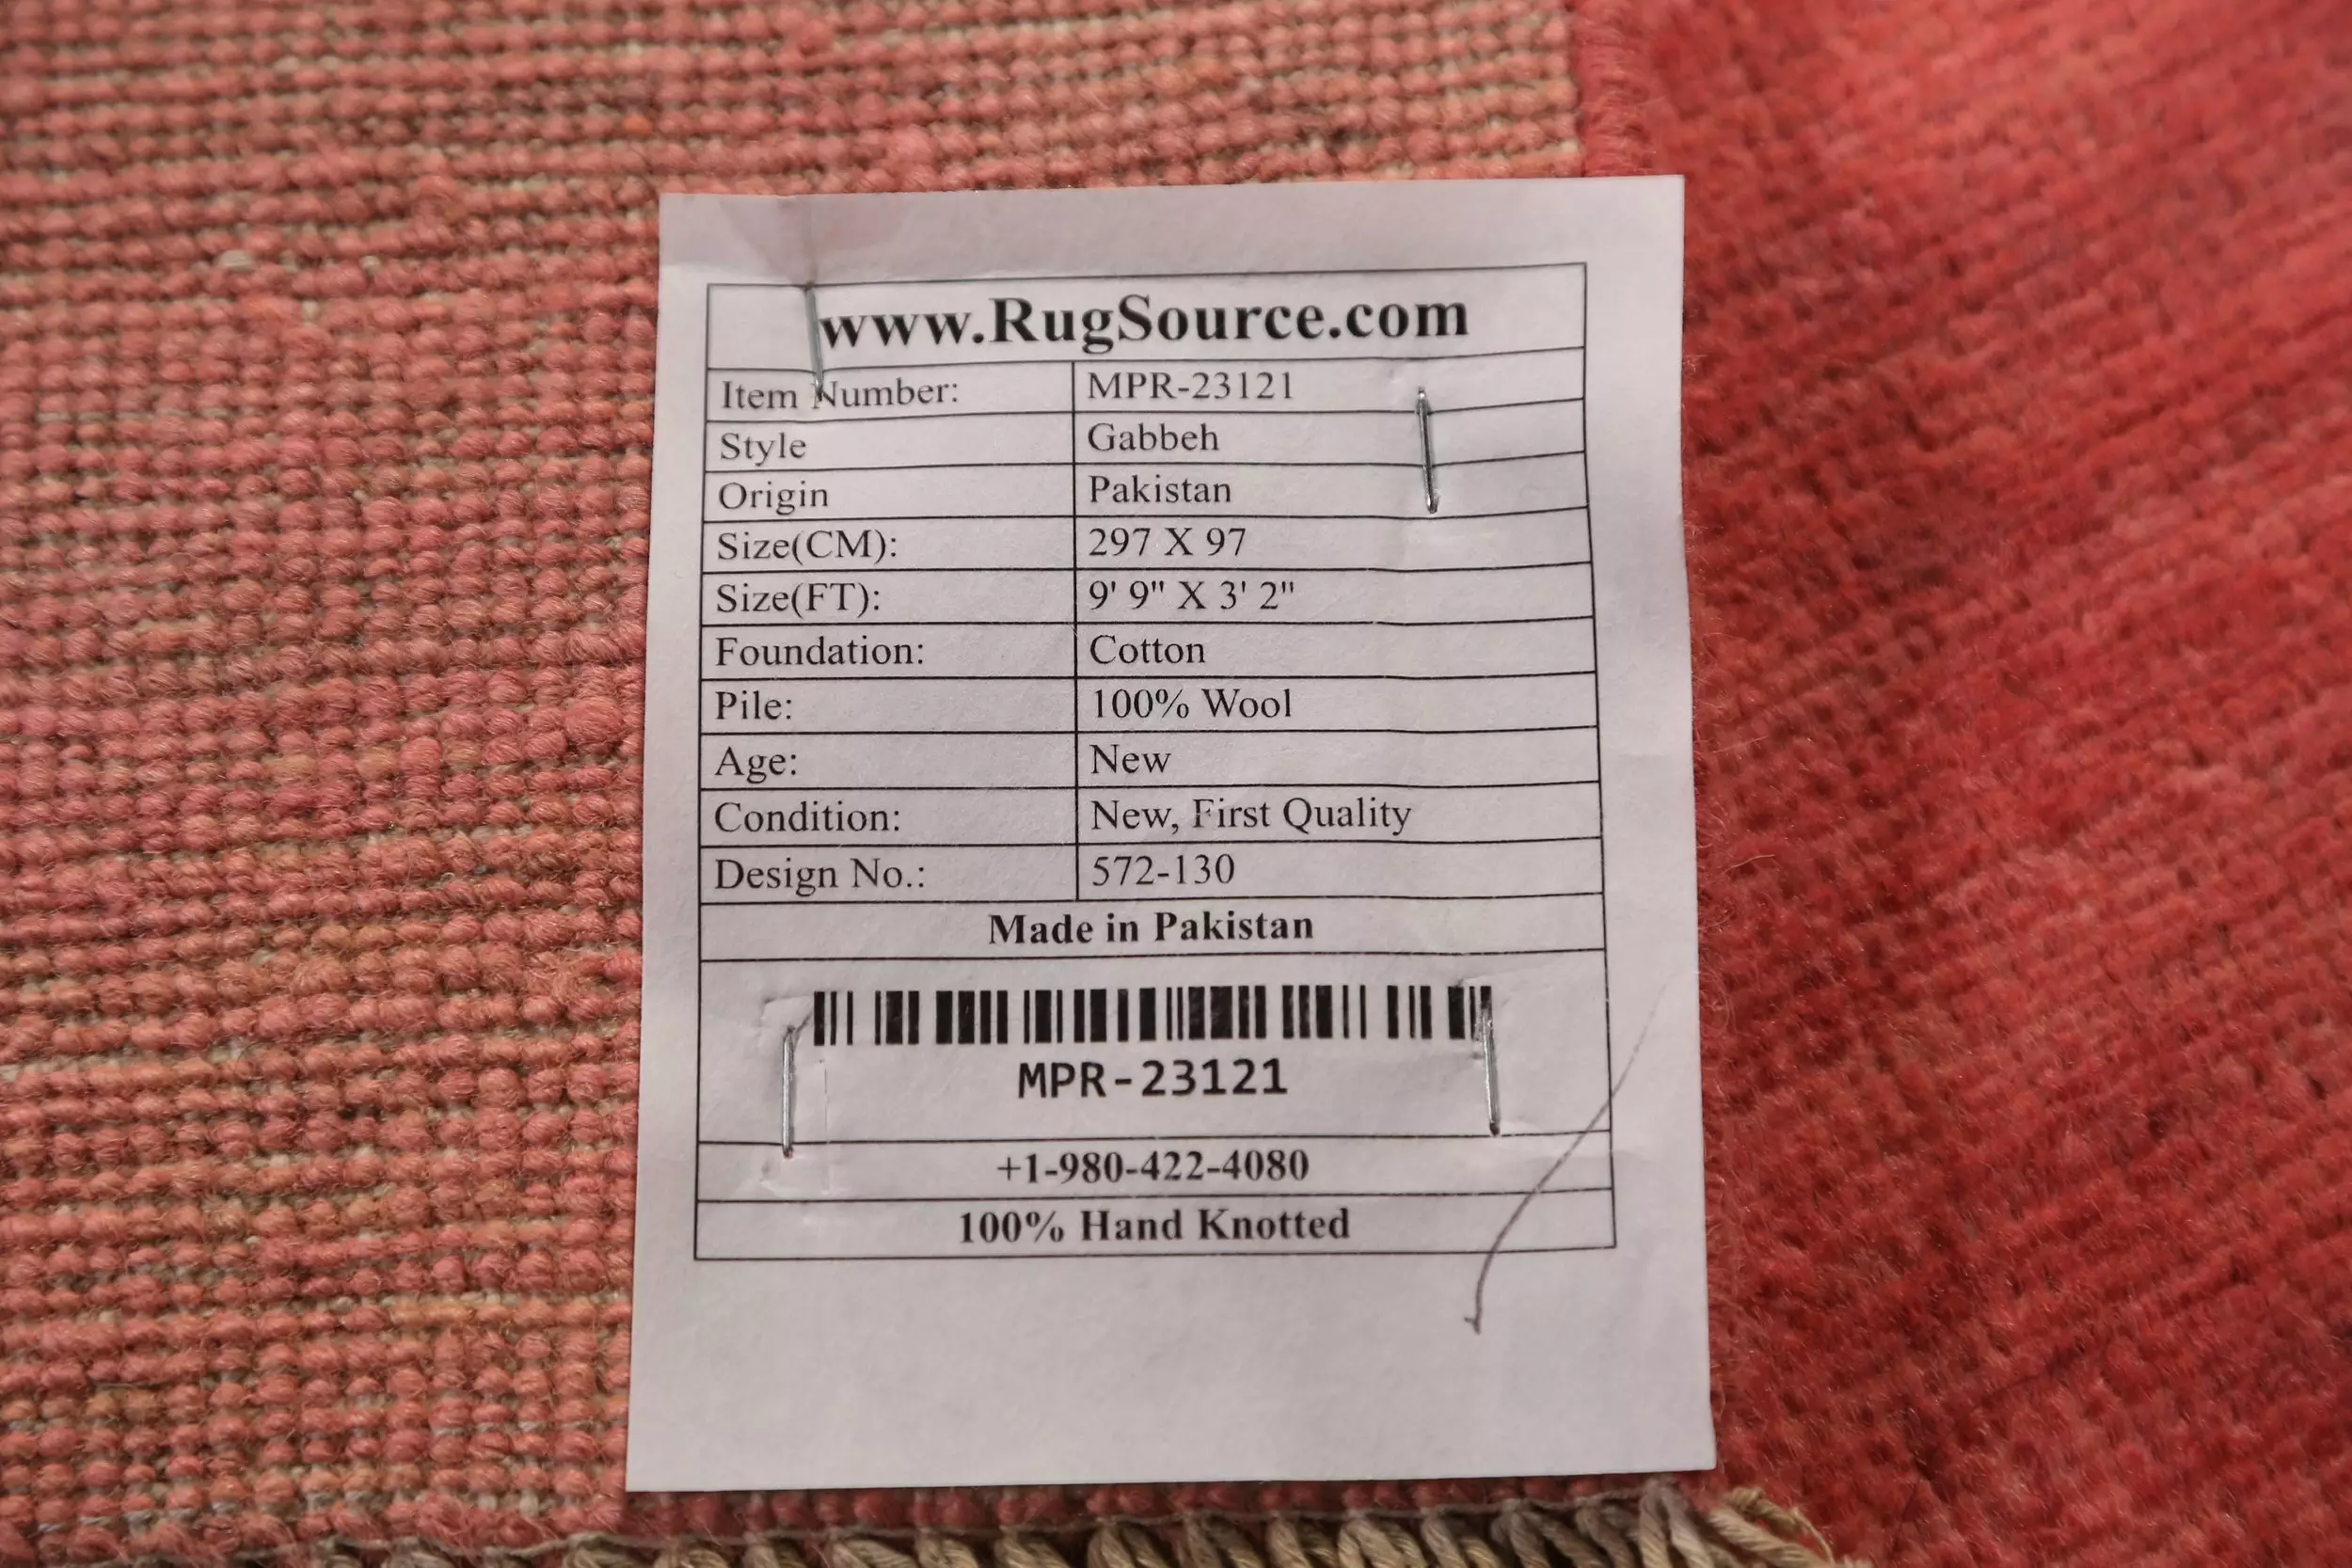 www.RugSource.com
Item Number: MPR-23121
Style Gabbeh
Origin Pakistan
Size(CM): 297 X 97
Size(FT): 9' 9" X 3' 2"
Foundation: Cotton
Pile: 100% Wool
Age: New
Condition: New, First Quality
Design No.: 572-130
Made in Pakistan
MPR-23121
+1-980-422-4080
100% Hand Knotted